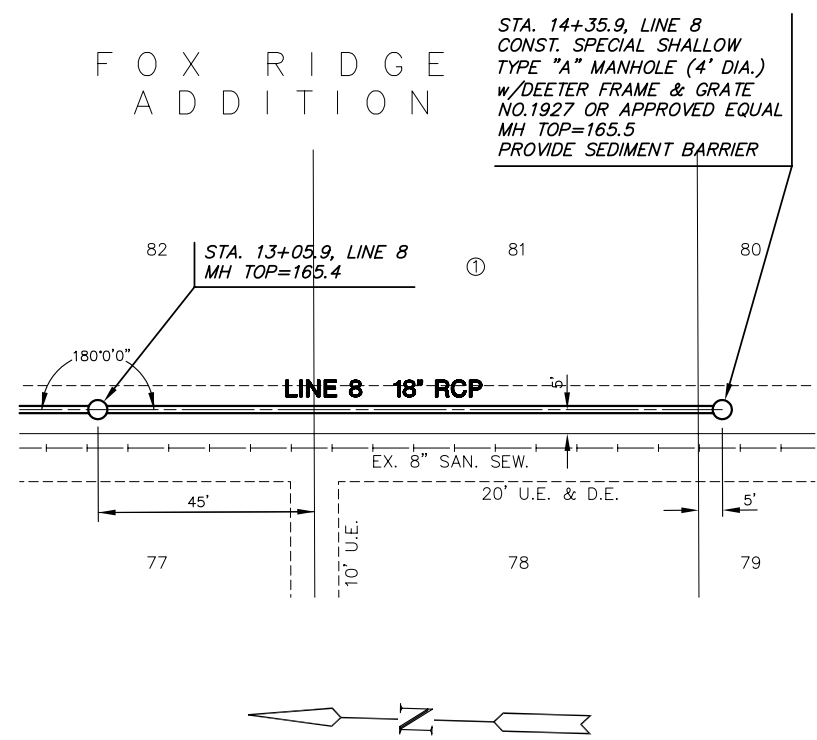 FOX RIDGE
ADDITION
STA. 14+35.9, LINE 8
CONST. SPECIAL SHALLOW
TYPE "A" MANHOLE (4' DIA.)
w/DEETER FRAME & GRATE
NO.1927 OR APPROVED EQUAL
MH TOP=165.5
PROVIDE SEDIMENT BARRIER
82
STA. 13+05.9, LINE 8
MH TOP=165.4
1
81
80
180°0'0"
LINE 8 18" RCP
5'
EX. 8" SAN. SEW.
20' U.E. & D.E.
45'
5'
10' U.E.
77
78
79
N